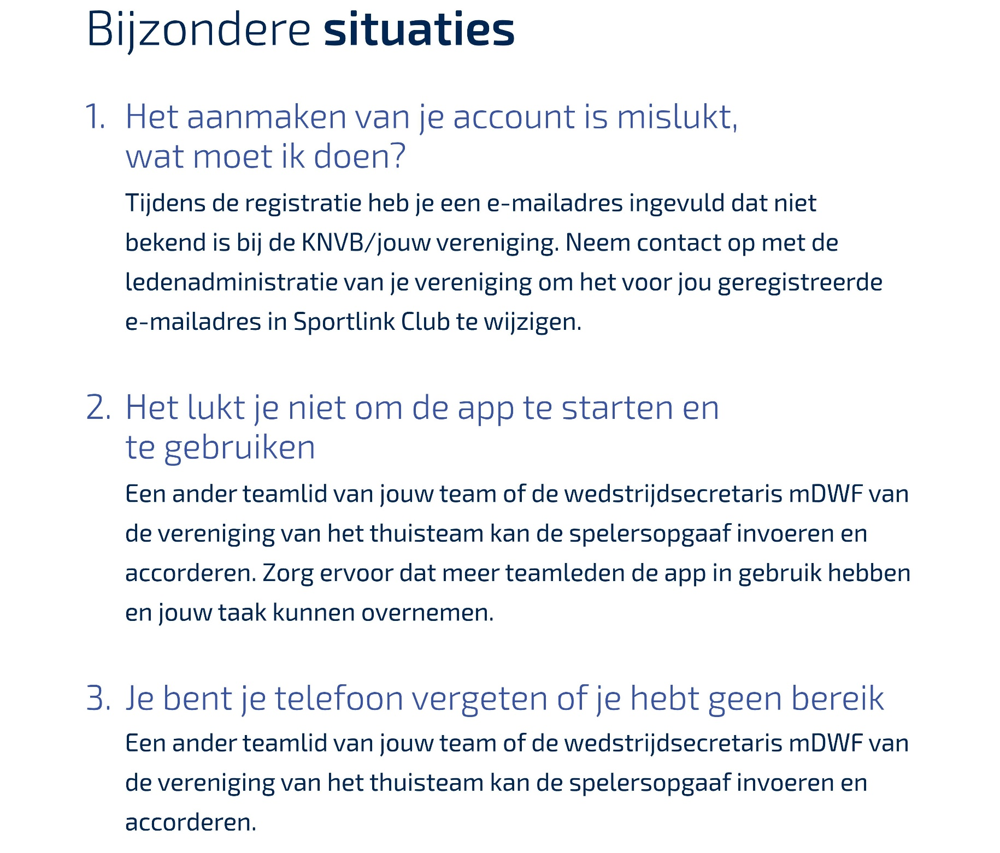 Bijzondere situaties
1. Het aanmaken van je account is mislukt,
wat moet ik doen?
Tijdens de registratie heb je een e-mailadres ingevuld dat niet
bekend is bij de KNVB/jouw vereniging. Neem contact op met de
ledenadministratie van je vereniging om het voor jou geregistreerde
e-mailadres in Sportlink Club te wijzigen.
2. Het lukt je niet om de app te starten en
te gebruiken
Een ander teamlid van jouw team of de wedstrijdsecretaris mDWF van
de vereniging van het thuisteam kan de spelersopgaaf invoeren en
accorderen. Zorg ervoor dat meer teamleden de app in gebruik hebben
en jouw taak kunnen overnemen.
3. Je bent je telefoon vergeten of je hebt geen bereik
Een ander teamlid van jouw team of de wedstrijdsecretaris mDWF van
de vereniging van het thuisteam kan de spelersopgaaf invoeren en
accorderen.